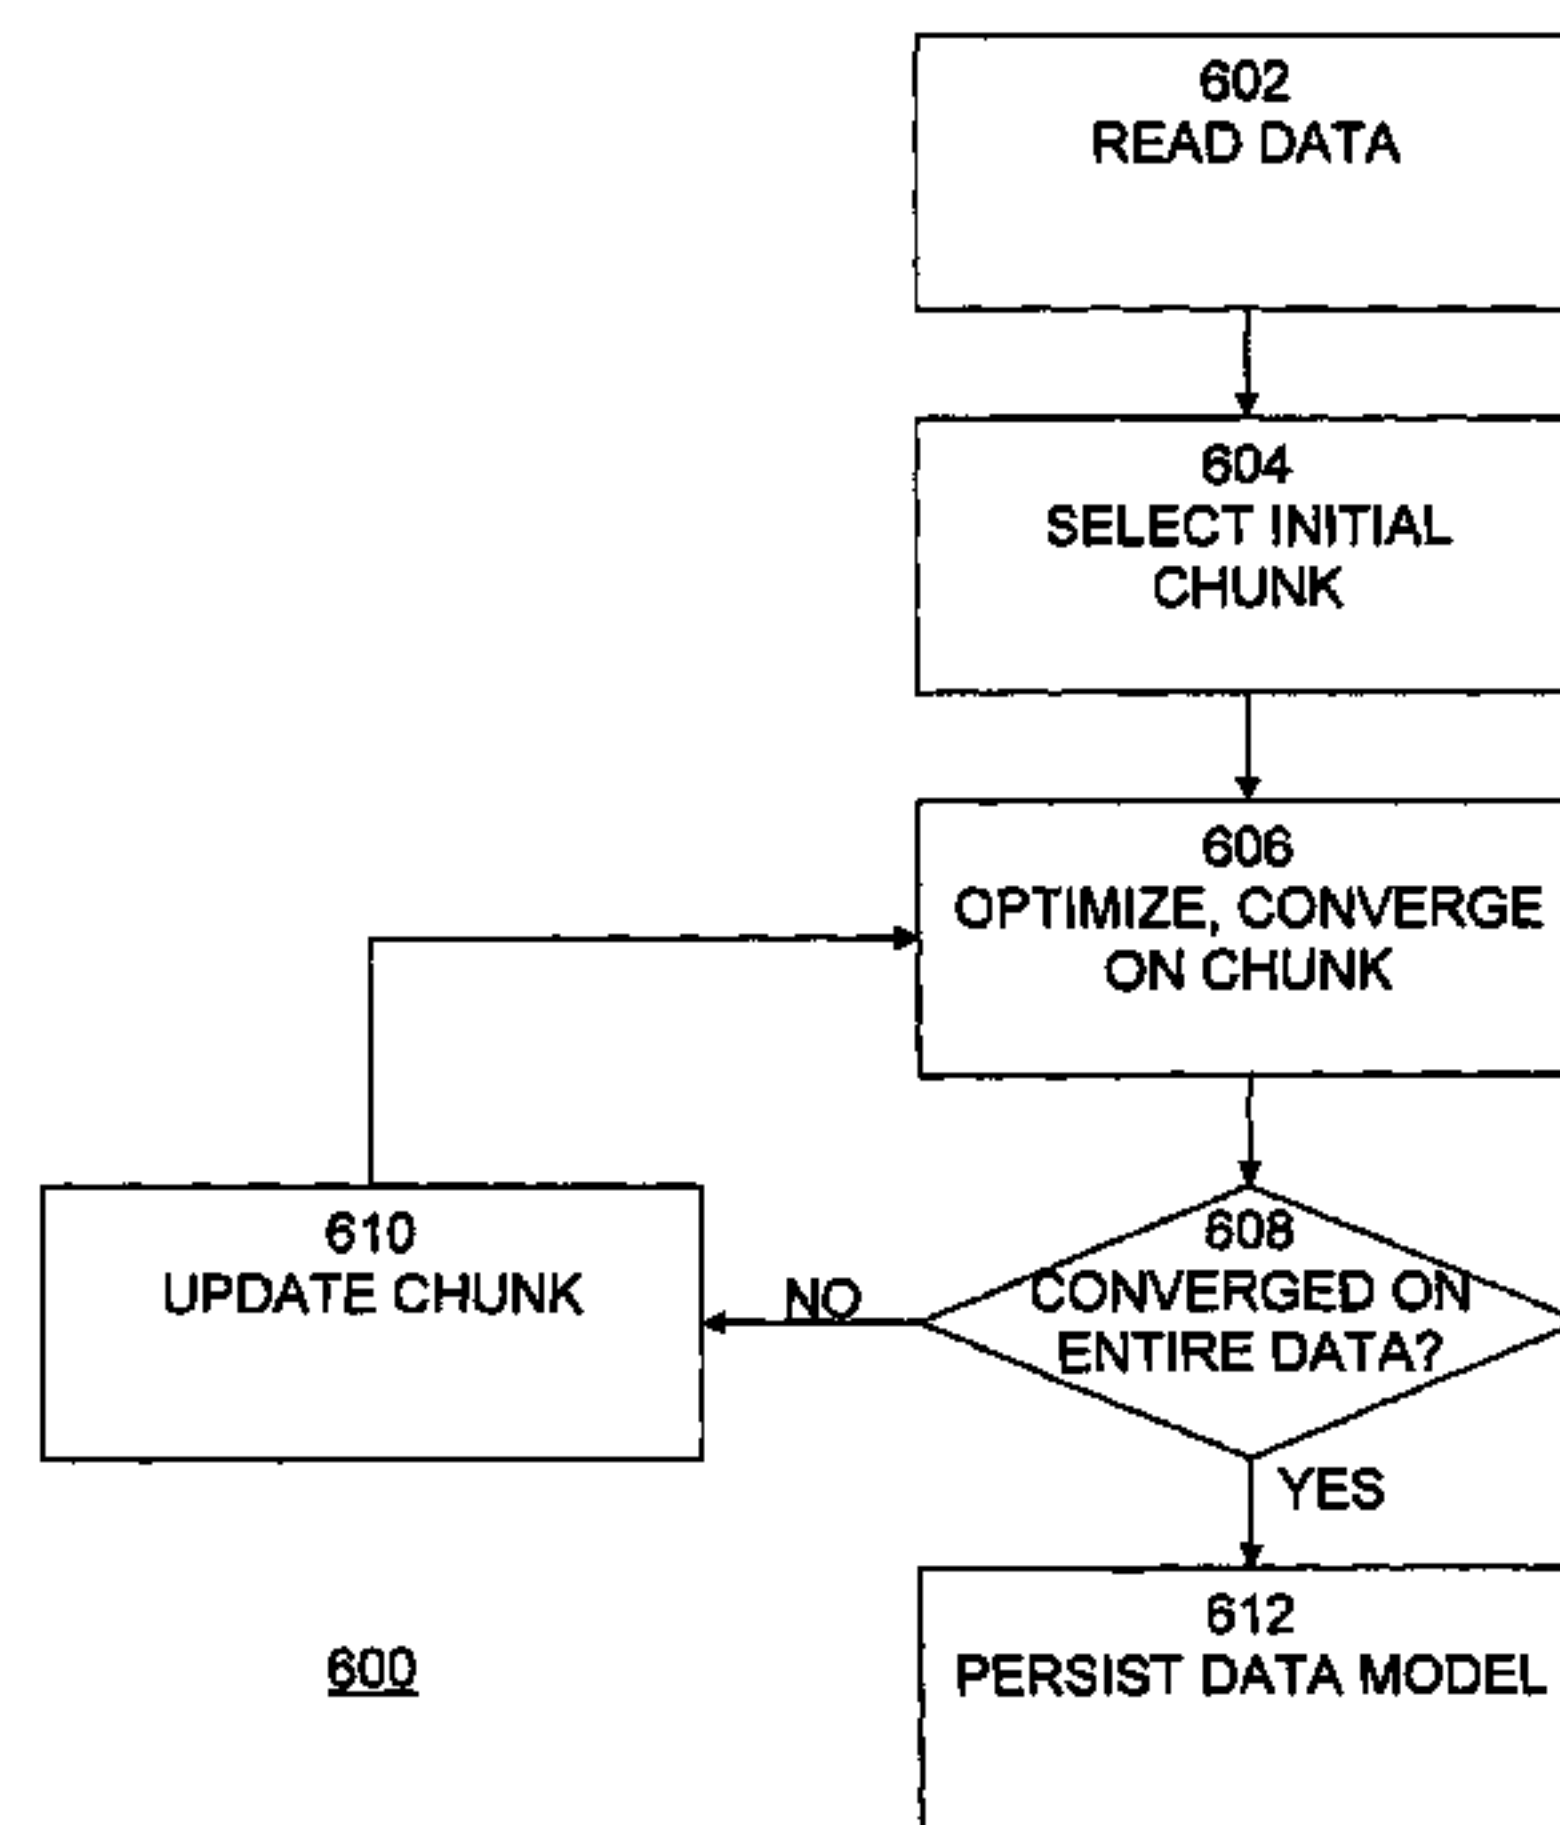 602
READ DATA
604
SELECT INITIAL
CHUNK
606
OPTIMIZE, CONVERGE
ON CHUNK
608
CONVERGED ON
ENTIRE DATA?
NO
610
UPDATE CHUNK
YES
612
PERSIST DATA MODEL
600